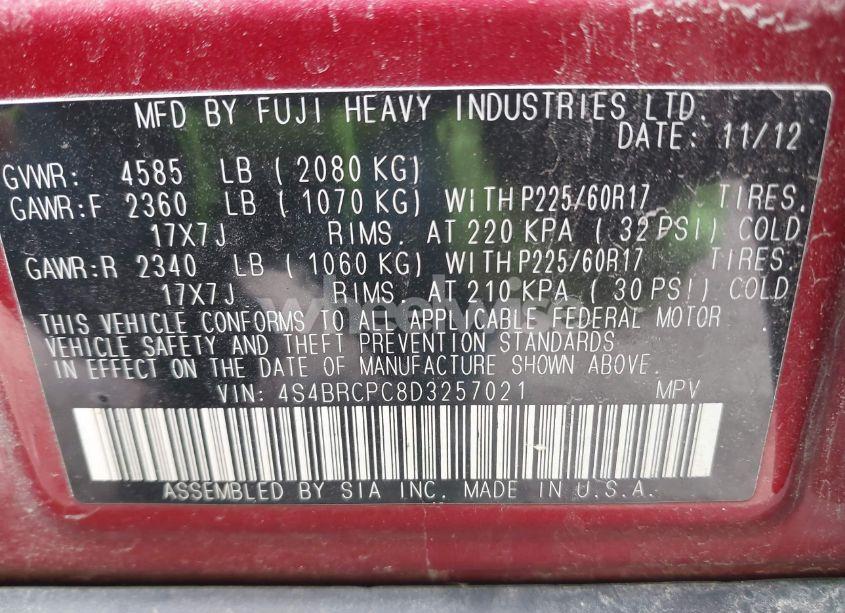 MFD BY FUJI HEAVY INDUSTRIES LTD.
DATE: 11/12
GVWR: 4585 LB ( 2080 KG)
GAWR:F 2360 LB ( 1070 KG) WITH P225/60R17 TIRES,
17X7J RIMS, AT 220 KPA ( 32 PSI) COLD
GAWR:R 2340 LB ( 1060 KG) WITH P225/60R17 TIRES,
17X7J RIMS, AT 210 KPA ( 30 PSI) COLD
wheelwise
THIS VEHICLE CONFORMS TO ALL APPLICABLE FEDERAL MOTOR
VEHICLE SAFETY AND THEFT PREVENTION STANDARDS
IN EFFECT ON THE DATE OF MANUFACTURE SHOWN ABOVE.
VIN: 4S4BRCPC8D3257021 MPV
ASSEMBLED BY SIA INC. MADE IN U.S.A.